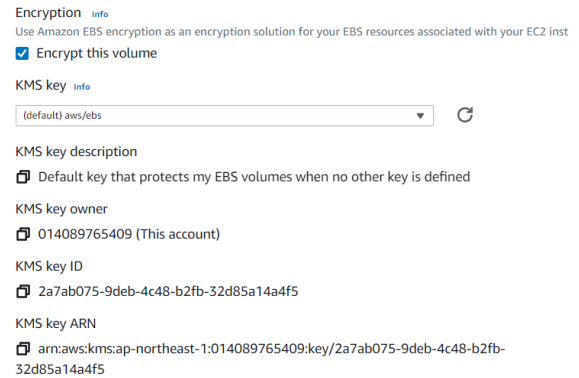 Encryption Info
Use Amazon EBS encryption as an encryption solution for your EBS resources associated with your EC2 inst
Encrypt this volume
KMS key Info
(default) aws/ebs
KMS key description
Default key that protects my EBS volumes when no other key is defined
KMS key owner
014089765409 (This account)
KMS key ID
2a7ab075-9deb-4c48-b2fb-32d85a14a4f5
KMS key ARN
arn:aws:kms:ap-northeast-1:014089765409:key/2a7ab075-9deb-4c48-b2fb-
32d85a14a4f5